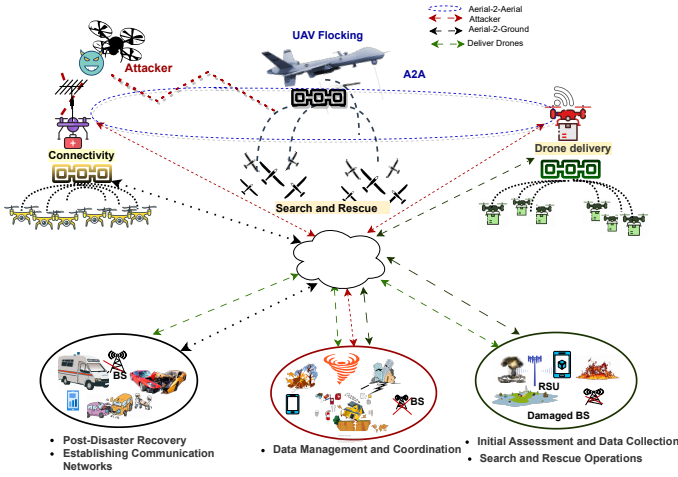 Aerial-2-Aerial
Attacker
Aerial-2-Ground
Deliver Drones
UAV Flocking
Attacker
A2A
Connectivity
Drone delivery
Search and Rescue
BS
BS
RSU
Damaged BS
• Post-Disaster Recovery
• Establishing Communication
Networks
• Data Management and Coordination
• Initial Assessment and Data Collection
• Search and Rescue Operations